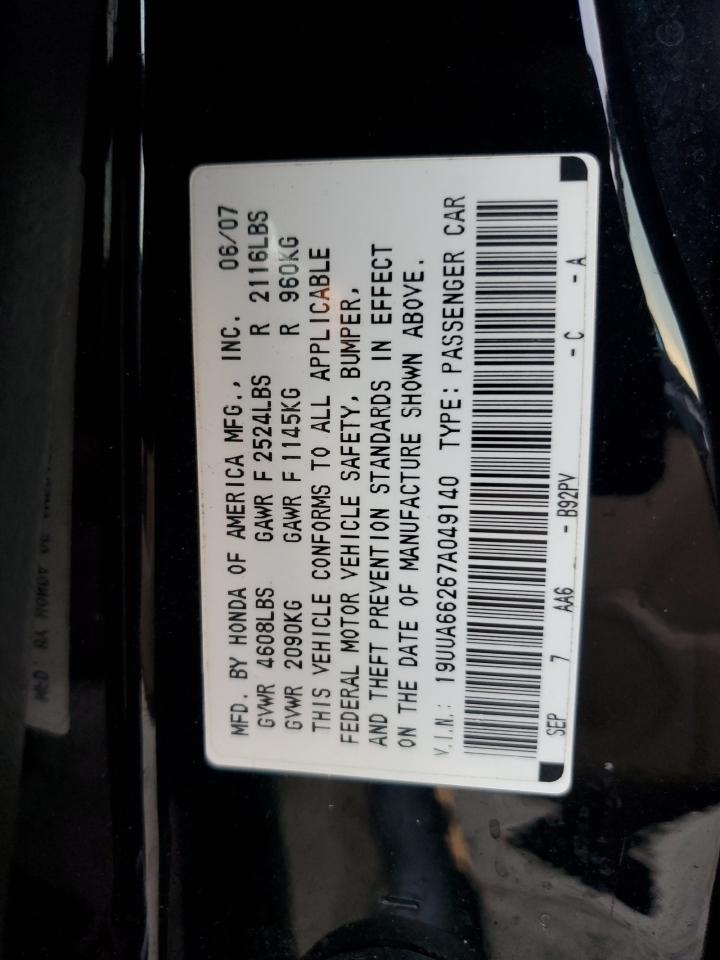 MFD. BY HONDA OF AMERICA MFG., INC. 06/07
GVWR 4608LBS GAWR F 2524LBS R 2116LBS
GVWR 2090KG GAWR F 1145KG R 960KG
THIS VEHICLE CONFORMS TO ALL APPLICABLE
FEDERAL MOTOR VEHICLE SAFETY, BUMPER,
AND THEFT PREVENTION STANDARDS IN EFFECT
ON THE DATE OF MANUFACTURE SHOWN ABOVE.
V.I.N.: 19UUA66267A049140 TYPE: PASSENGER CAR
SEP 7 AA6 - B92PV - C - A